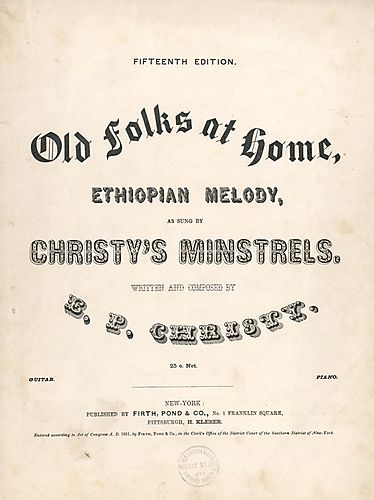 FIFTEENTH EDITION.
Old Folks at Home,
ETHIOPIAN MELODY,
AS SUNG BY
CHRISTY'S MINSTRELS.
WRITTEN AND COMPOSED BY
E. P. CHRISTY.
25 c. Net.
GUITAR. PIANO.
NEW-YORK:
PUBLISHED BY FIRTH, POND & CO., No. 1 FRANKLIN SQUARE,
PITTSBURGH, H. KLEBER.
Entered according to Act of Congress A. D. 1851, by FIRTH, POND & Co., in the Clerk's Office of the District Court of the Southern District of New-York.